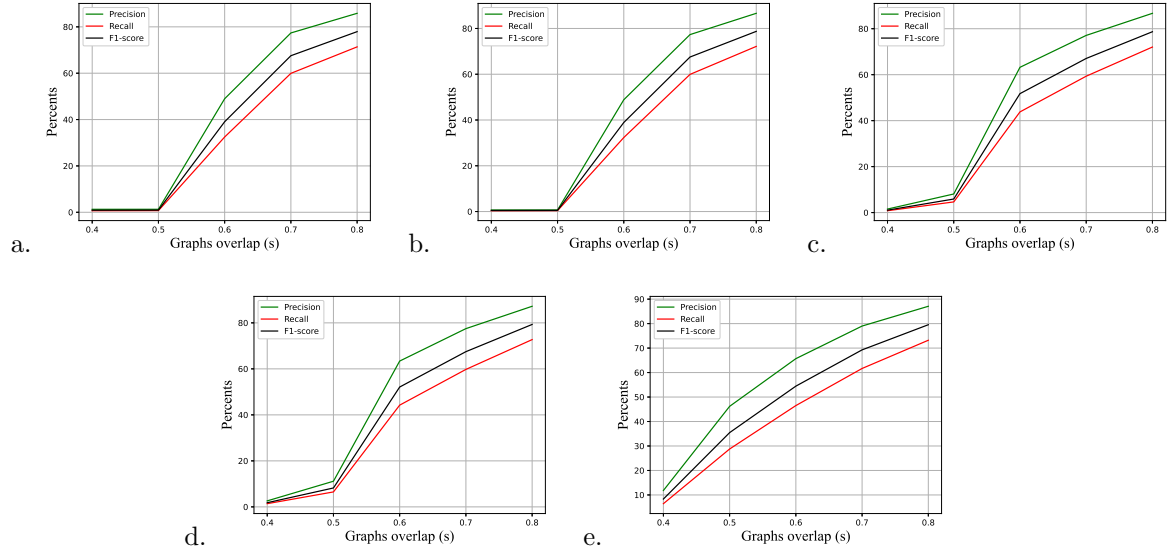 Precision
Recall
F1-score
Percents
80
60
40
20
0
0.4 0.5 0.6 0.7 0.8
Graphs overlap (s)
a.
Precision
Recall
F1-score
Percents
80
60
40
20
0
0.4 0.5 0.6 0.7 0.8
Graphs overlap (s)
b.
Precision
Recall
F1-score
Percents
80
60
40
20
0
0.4 0.5 0.6 0.7 0.8
Graphs overlap (s)
c.
Precision
Recall
F1-score
Percents
80
60
40
20
0
0.4 0.5 0.6 0.7 0.8
Graphs overlap (s)
d.
Precision
Recall
F1-score
Percents
90
80
70
60
50
40
30
20
10
0.4 0.5 0.6 0.7 0.8
Graphs overlap (s)
e.